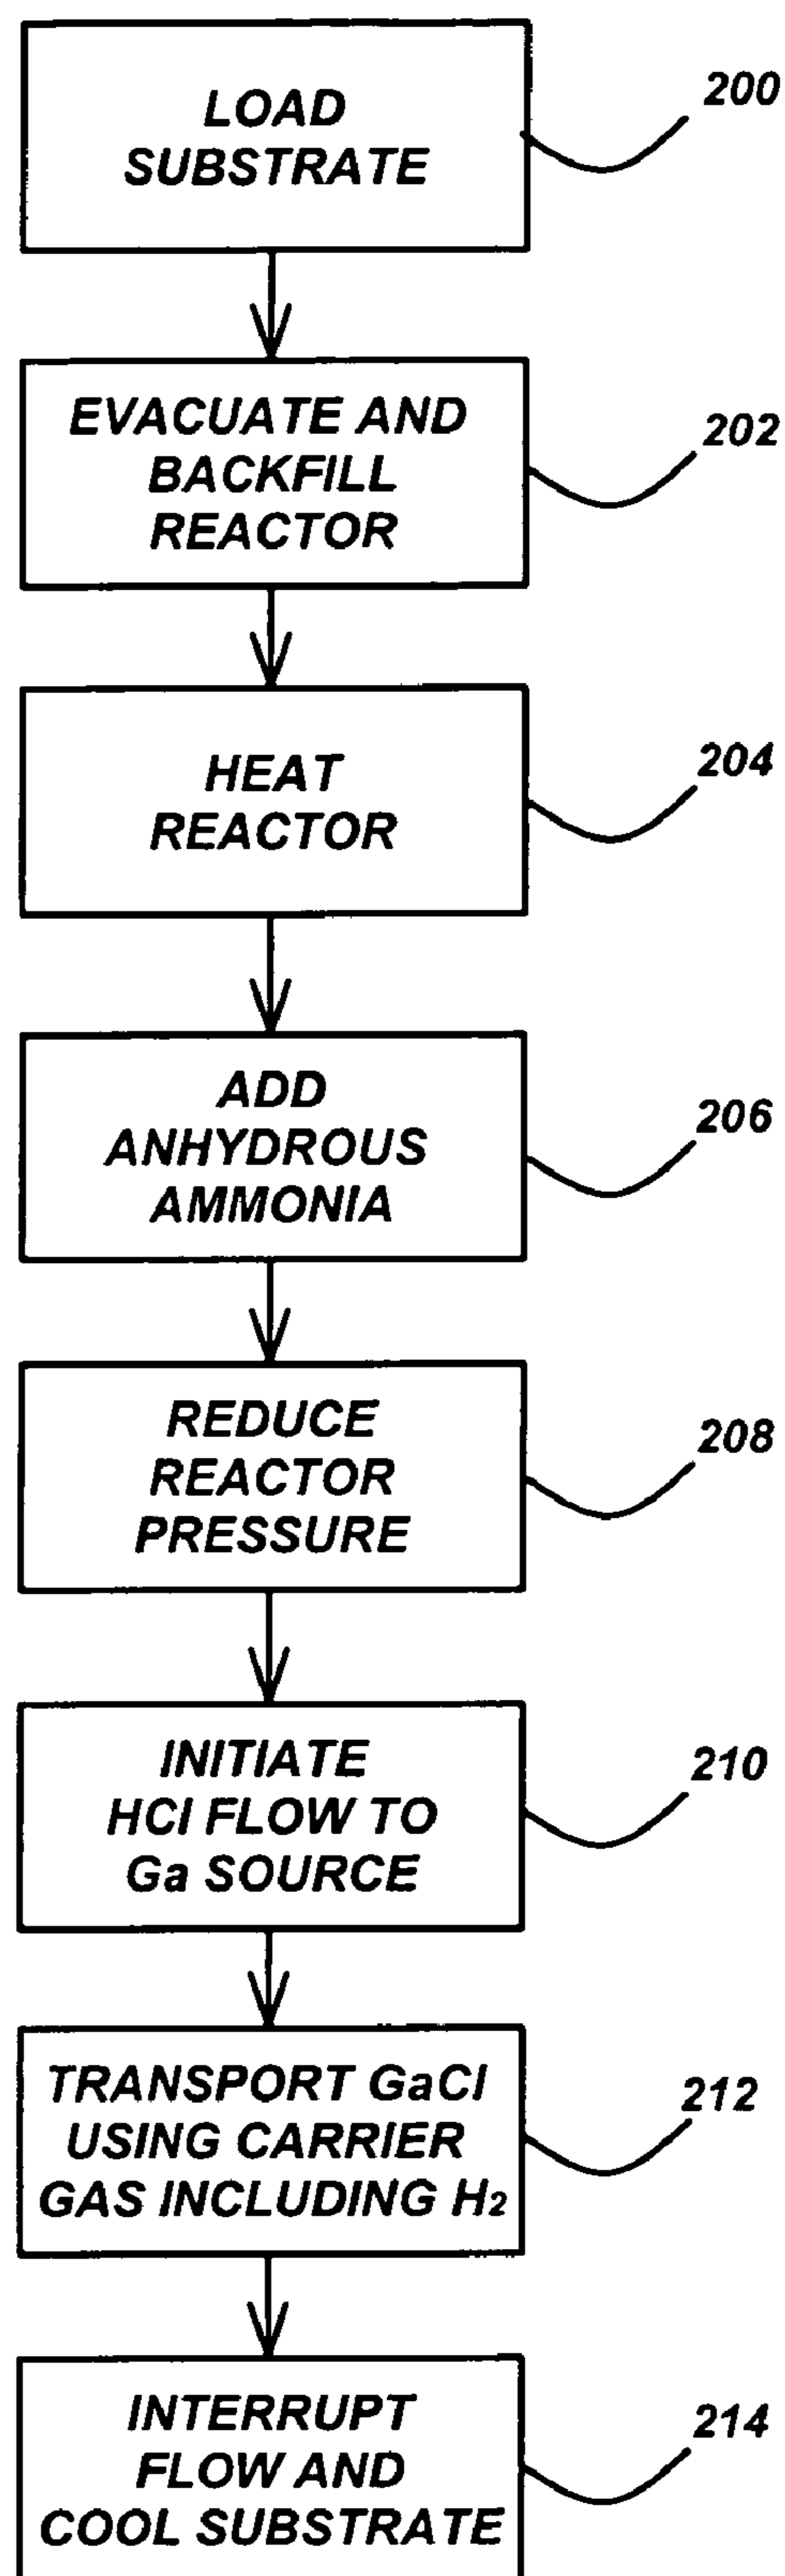 LOAD
SUBSTRATE
200
EVACUATE AND
BACKFILL
REACTOR
202
HEAT
REACTOR
204
ADD
ANHYDROUS
AMMONIA
206
REDUCE
REACTOR
PRESSURE
208
INITIATE
HCl FLOW TO
Ga SOURCE
210
TRANSPORT GaCl
USING CARRIER
GAS INCLUDING H2
212
INTERRUPT
FLOW AND
COOL SUBSTRATE
214